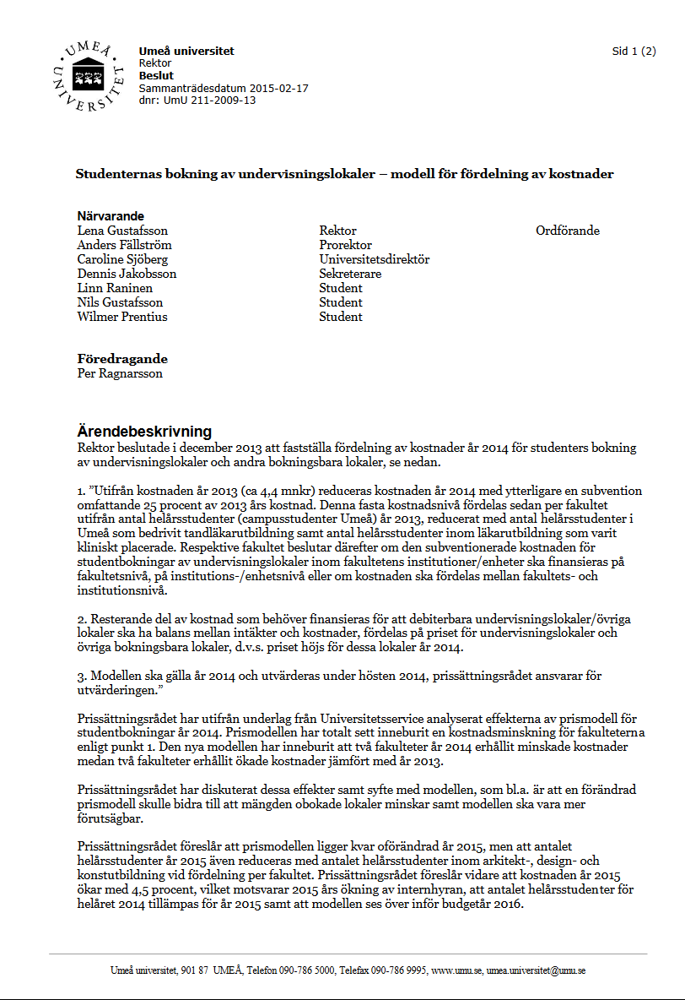 UMEÅ UNIVERSITET
Umeå universitet
Rektor
Beslut
Sammanträdesdatum 2015-02-17
dnr: UmU 211-2009-13
Sid 1 (2)
Studenternas bokning av undervisningslokaler – modell för fördelning av kostnader
Närvarande
Lena Gustafsson Rektor Ordförande
Anders Fällström Prorektor
Caroline Sjöberg Universitetsdirektör
Dennis Jakobsson Sekreterare
Linn Raninen Student
Nils Gustafsson Student
Wilmer Prentius Student
Föredragande
Per Ragnarsson
Ärendebeskrivning
Rektor beslutade i december 2013 att fastställa fördelning av kostnader år 2014 för studenters bokning
av undervisningslokaler och andra bokningsbara lokaler, se nedan.
1. ”Utifrån kostnaden år 2013 (ca 4,4 mnkr) reduceras kostnaden år 2014 med ytterligare en subvention
omfattande 25 procent av 2013 års kostnad. Denna fasta kostnadsnivå fördelas sedan per fakultet
utifrån antal helårsstudenter (campusstudenter Umeå) år 2013, reducerat med antal helårsstudenter i
Umeå som bedrivit tandläkarutbildning samt antal helårsstudenter inom läkarutbildning som varit
kliniskt placerade. Respektive fakultet beslutar därefter om den subventionerade kostnaden för
studentbokningar av undervisningslokaler inom fakultetens institutioner/enheter ska finansieras på
fakultetsnivå, på institutions-/enhetsnivå eller om kostnaden ska fördelas mellan fakultets- och
institutionsnivå.
2. Resterande del av kostnad som behöver finansieras för att debiterbara undervisningslokaler/övriga
lokaler ska ha balans mellan intäkter och kostnader, fördelas på priset för undervisningslokaler och
övriga bokningsbara lokaler, d.v.s. priset höjs för dessa lokaler år 2014.
3. Modellen ska gälla år 2014 och utvärderas under hösten 2014, prissättningsrådet ansvarar för
utvärderingen.”
Prissättningsrådet har utifrån underlag från Universitetsservice analyserat effekterna av prismodell för
studentbokningar år 2014. Prismodellen har totalt sett inneburit en kostnadsminskning för fakulteterna
enligt punkt 1. Den nya modellen har inneburit att två fakulteter år 2014 erhållit minskade kostnader
medan två fakulteter erhållit ökade kostnader jämfört med år 2013.
Prissättningsrådet har diskuterat dessa effekter samt syfte med modellen, som bl.a. är att en förändrad
prismodell skulle bidra till att mängden obokade lokaler minskar samt modellen ska vara mer
förutsägbar.
Prissättningsrådet föreslår att prismodellen ligger kvar oförändrad år 2015, men att antalet
helårsstudenter år 2015 även reduceras med antalet helårsstudenter inom arkitekt-, design- och
konstutbildning vid fördelning per fakultet. Prissättningsrådet föreslår vidare att kostnaden år 2015
ökar med 4,5 procent, vilket motsvarar 2015 års ökning av internhyran, att antalet helårsstudenter för
helåret 2014 tillämpas för år 2015 samt att modellen ses över inför budgetår 2016.
Umeå universitet, 901 87 UMEÅ, Telefon 090-786 5000, Telefax 090-786 9995, www.umu.se, umea.universitet@umu.se